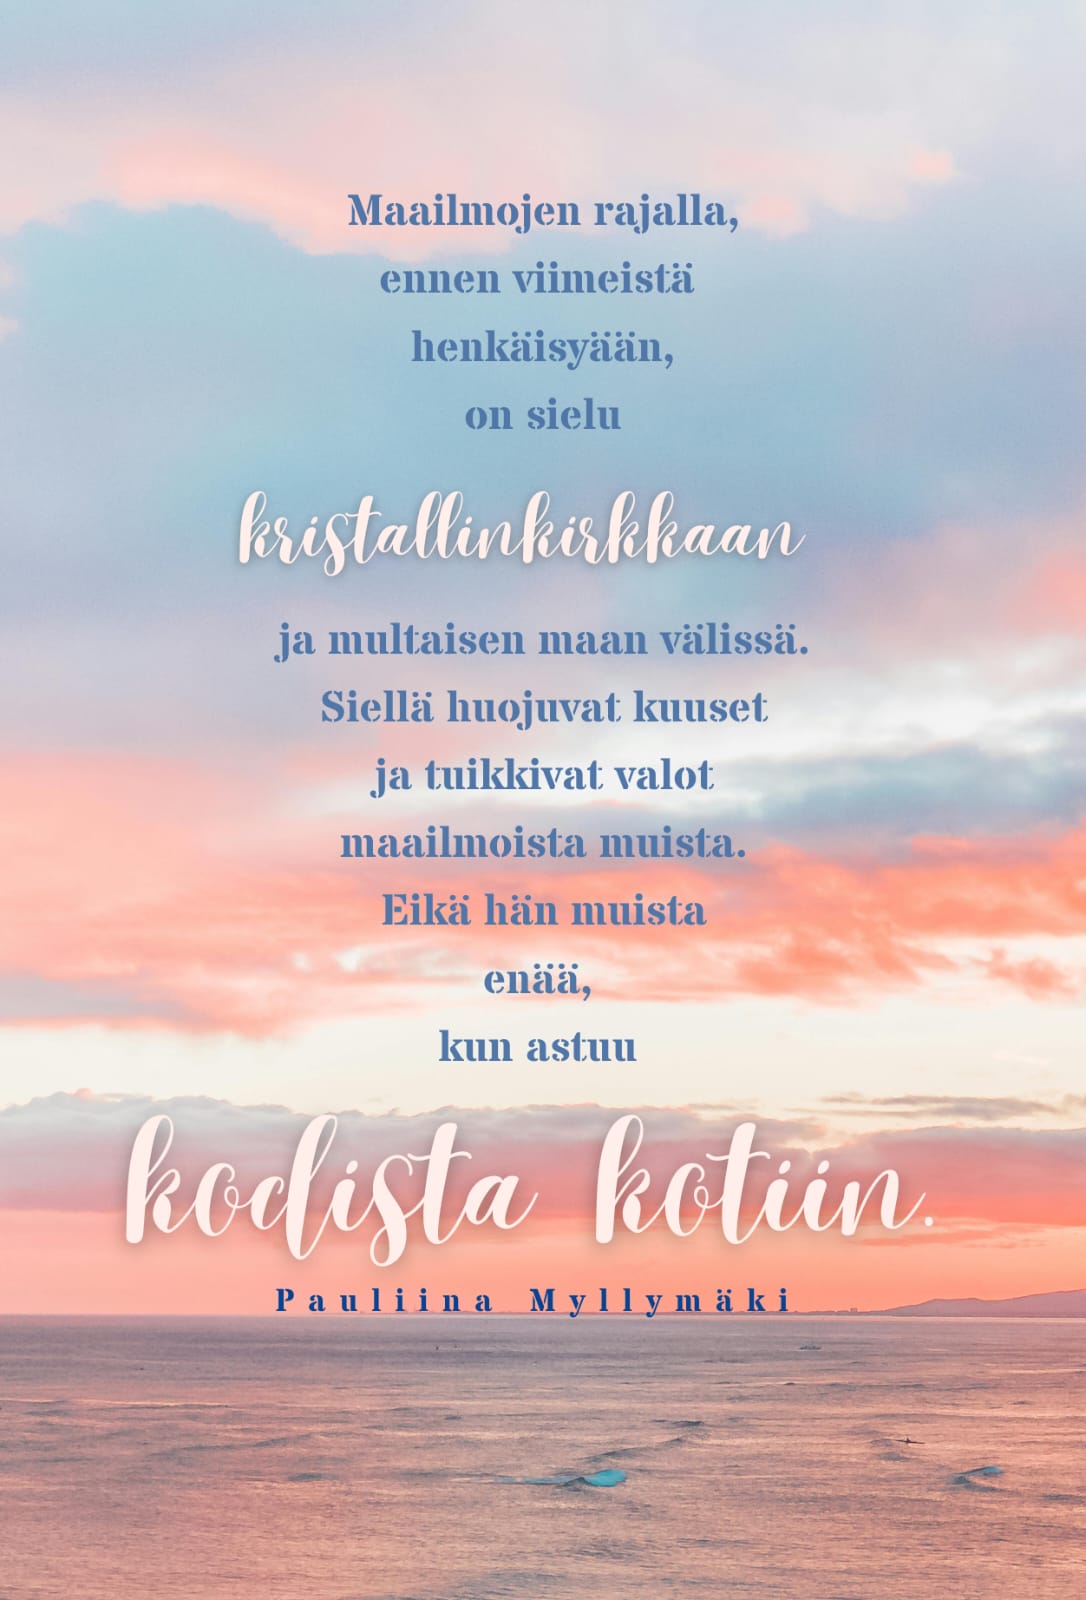 Maailmojen rajalla,
ennen viimeistä
henkäisyään,
on sielu
kristallinkirkkaan
ja multaisen maan välissä.
Siellä huojuvat kuuset
ja tuikkivat valot
maailmoista muista.
Eikä hän muista
enää,
kun astuu
kodista kotiin.
Pauliina Myllymäki